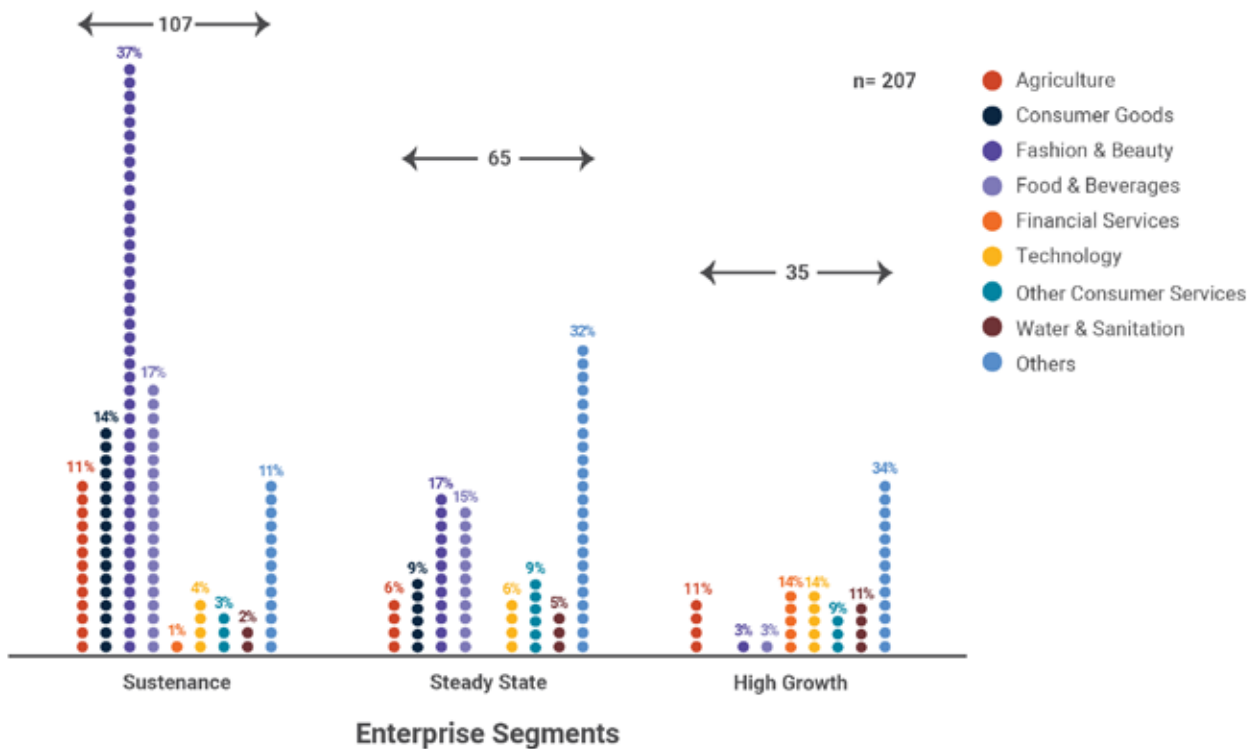 107
37%
n= 207
Agriculture
Consumer Goods
Fashion & Beauty
Food & Beverages
Financial Services
Technology
Other Consumer Services
Water & Sanitation
Others
65
35
11%
14%
17%
1%
4%
3%
2%
11%
6%
9%
17%
15%
6%
9%
5%
32%
11%
3%
3%
14%
14%
9%
11%
34%
Sustenance
Steady State
High Growth
Enterprise Segments